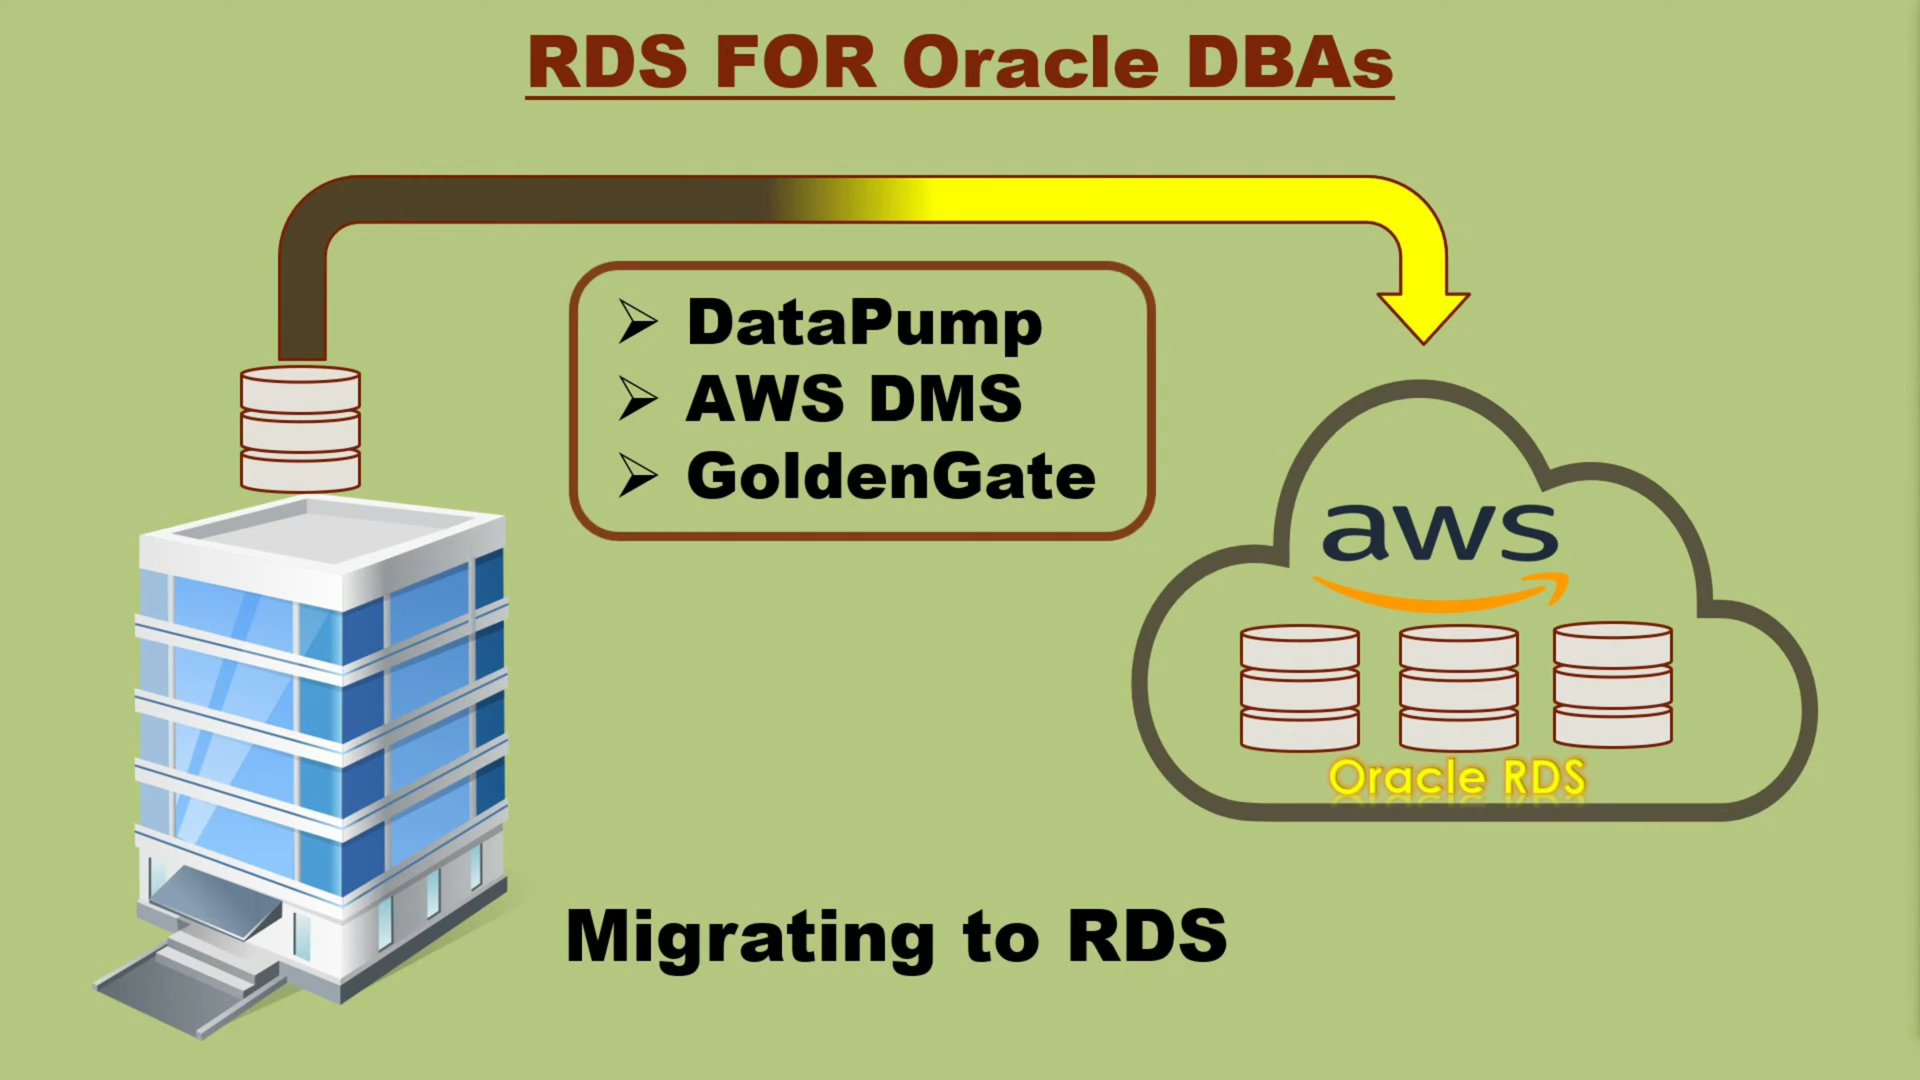 RDS FOR Oracle DBAs
DataPump
AWS DMS
GoldenGate
aws
Oracle RDS
Migrating to RDS